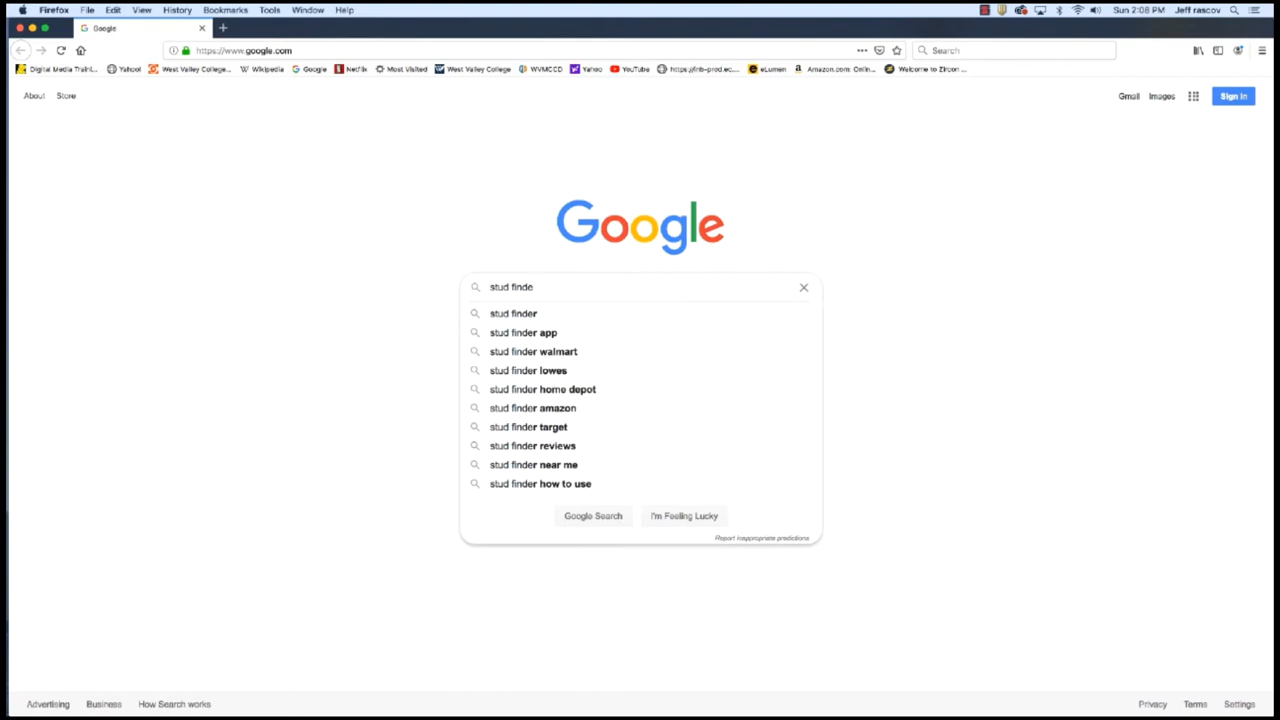 Firefox File Edit View History Bookmarks Tools Window Help Sun 2:08 PM Jeff rascov
Google
https://www.google.com Search
Digital Media Traini... Yahoo! West Valley College... Wikipedia Google Netflix Most Visited West Valley College WVMCCD Yahoo YouTube eLumen Amazon.com: Onlin... Welcome to Zircon ...
About Store Gmail Images Sign in
Google
stud finde
stud finder
stud finder app
stud finder walmart
stud finder lowes
stud finder home depot
stud finder amazon
stud finder target
stud finder reviews
stud finder near me
stud finder how to use
Google Search I'm Feeling Lucky
Report inappropriate predictions
Advertising Business How Search works Privacy Terms Settings